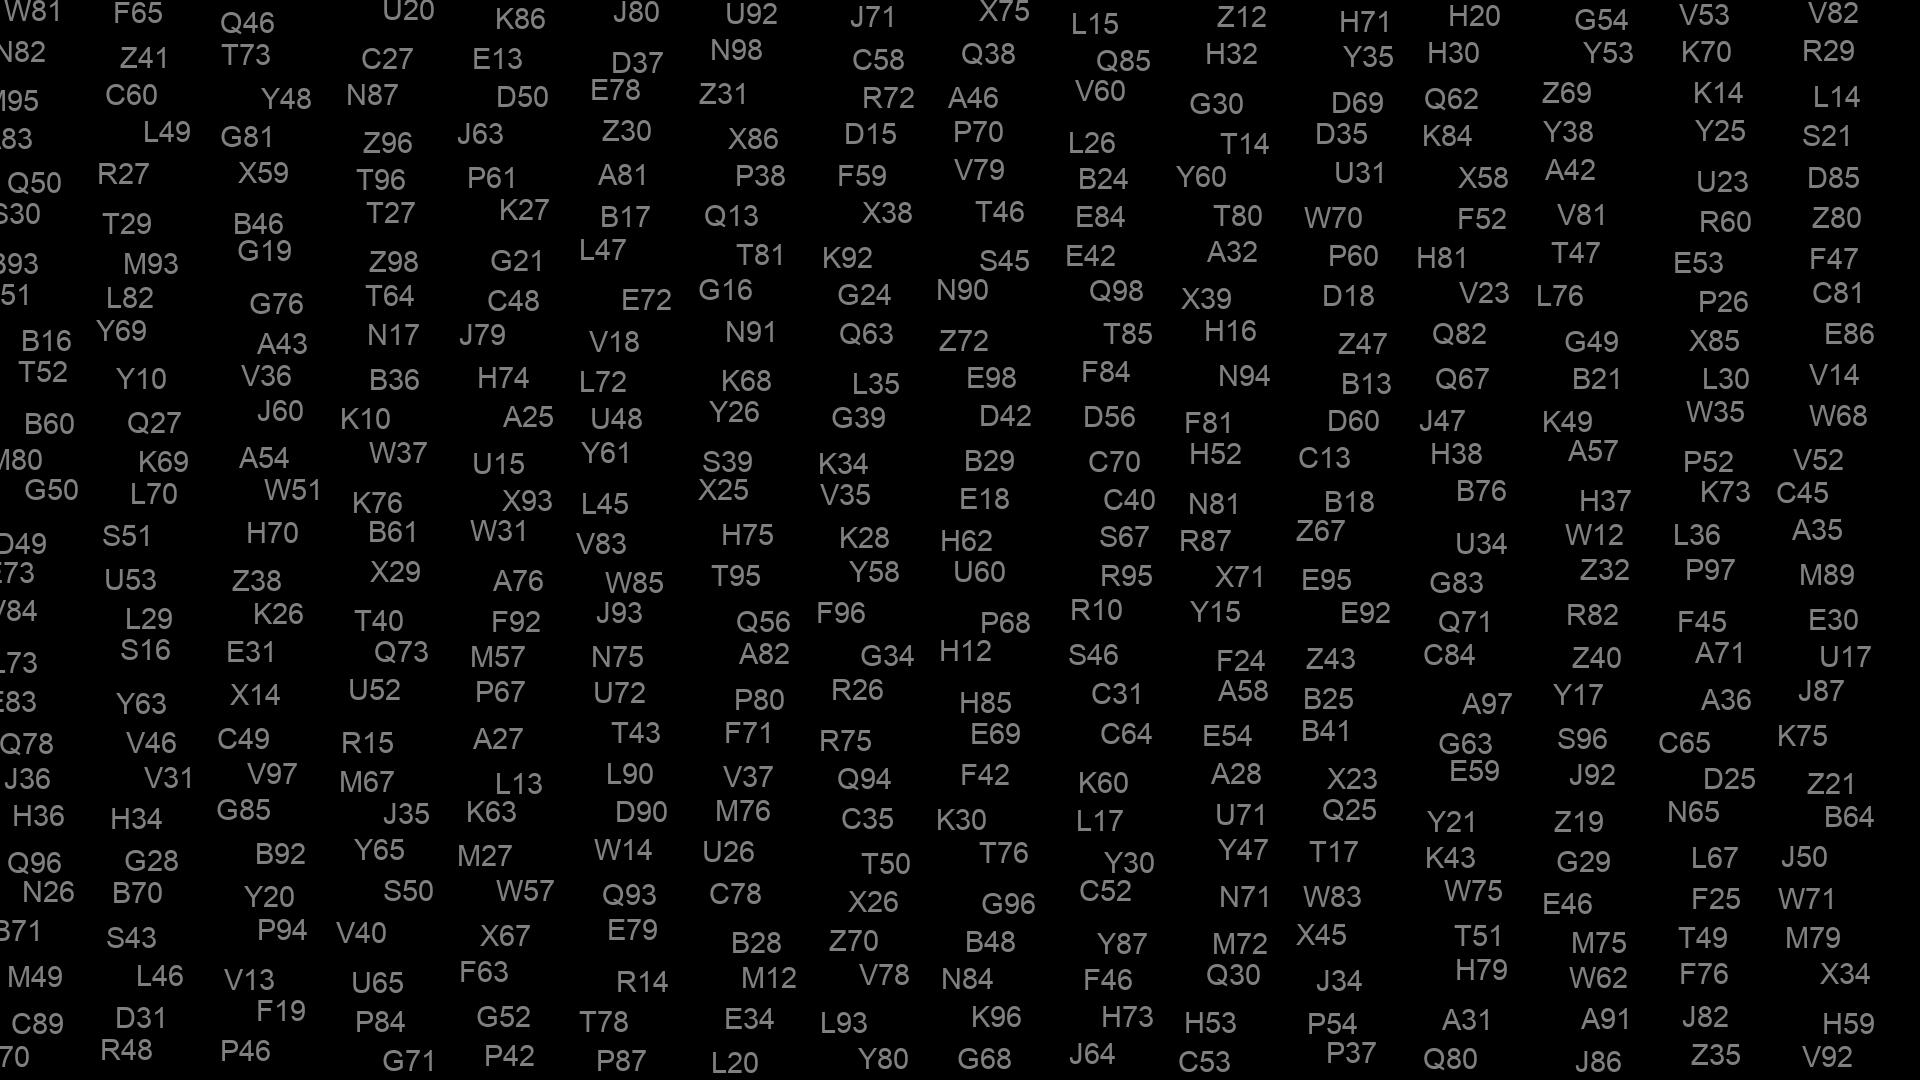 W81 F65 Q46 U20 K86 J80 U92 J71 X75 L15 Z12 H71 H20 G54 V53 V82
N82 Z41 T73 C27 E13 D37 N98 C58 Q38 Q85 H32 Y35 H30 Y53 K70 R29
M95 C60 Y48 N87 D50 E78 Z31 R72 A46 V60 G30 D69 Q62 Z69 K14 L14
83 L49 G81 Z96 J63 Z30 X86 D15 P70 L26 T14 D35 K84 Y38 Y25 S21
Q50 R27 X59 T96 P61 A81 P38 F59 V79 B24 Y60 U31 X58 A42 U23 D85
S30 T29 B46 T27 K27 B17 Q13 X38 T46 E84 T80 W70 F52 V81 R60 Z80
B93 M93 G19 Z98 G21 L47 T81 K92 S45 E42 A32 P60 H81 T47 E53 F47
51 L82 G76 T64 C48 E72 G16 G24 N90 Q98 X39 D18 V23 L76 P26 C81
B16 Y69 A43 N17 J79 V18 N91 Q63 Z72 T85 H16 Z47 Q82 G49 X85 E86
T52 Y10 V36 B36 H74 L72 K68 L35 E98 F84 N94 B13 Q67 B21 L30 V14
B60 Q27 J60 K10 A25 U48 Y26 G39 D42 D56 F81 D60 J47 K49 W35 W68
M80 K69 A54 W37 U15 Y61 S39 K34 B29 C70 H52 C13 H38 A57 P52 V52
G50 L70 W51 K76 X93 L45 X25 V35 E18 C40 N81 B18 B76 H37 K73 C45
D49 S51 H70 B61 W31 V83 H75 K28 H62 S67 R87 Z67 U34 W12 L36 A35
E73 U53 Z38 X29 A76 W85 T95 Y58 U60 R95 X71 E95 G83 Z32 P97 M89
V84 L29 K26 T40 F92 J93 Q56 F96 P68 R10 Y15 E92 Q71 R82 F45 E30
L73 S16 E31 Q73 M57 N75 A82 G34 H12 S46 F24 Z43 C84 Z40 A71 U17
E83 Y63 X14 U52 P67 U72 P80 R26 H85 C31 A58 B25 A97 Y17 A36 J87
Q78 V46 C49 R15 A27 T43 F71 R75 E69 C64 E54 B41 G63 S96 C65 K75
J36 V31 V97 M67 L13 L90 V37 Q94 F42 K60 A28 X23 E59 J92 D25 Z21
H36 H34 G85 J35 K63 D90 M76 C35 K30 L17 U71 Q25 Y21 Z19 N65 B64
Q96 G28 B92 Y65 M27 W14 U26 T50 T76 Y30 Y47 T17 K43 G29 L67 J50
N26 B70 Y20 S50 W57 Q93 C78 X26 G96 C52 N71 W83 W75 E46 F25 W71
B71 S43 P94 V40 X67 E79 B28 Z70 B48 Y87 M72 X45 T51 M75 T49 M79
M49 L46 V13 U65 F63 R14 M12 V78 N84 F46 Q30 J34 H79 W62 F76 X34
C89 D31 F19 P84 G52 T78 E34 L93 K96 H73 H53 P54 A31 A91 J82 H59
70 R48 P46 G71 P42 P87 L20 Y80 G68 J64 C53 P37 Q80 J86 Z35 V92